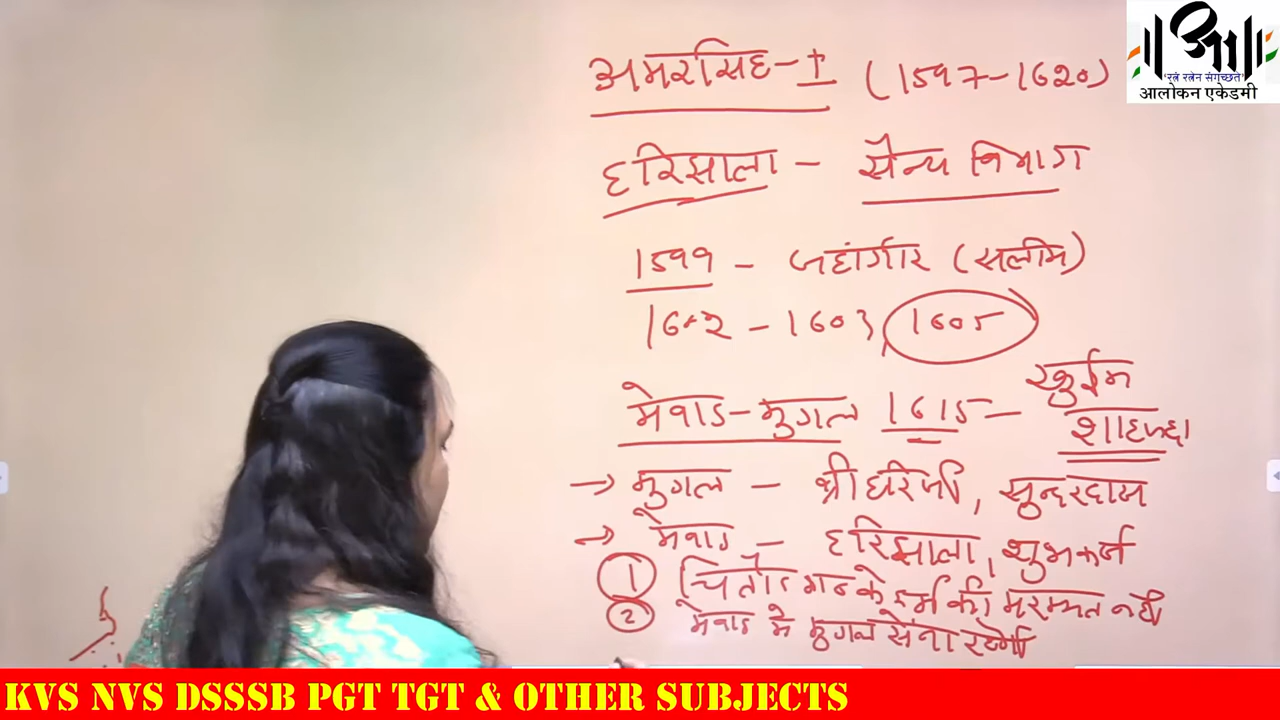 अमरसिंह-I (1597-1620)
हरिझाला - सैन्य विभाग
1599 - जहांगीर (सलीम)
1602 - 1603, 1605
मेवाड-मुगल 1615 - खुर्रम
शाहजहा
→ मुगल - श्री हरिजी, सुन्दरदास
→ मेवाड - हरिझाला, शुभकर्ण
① चित्तौड गढ के दुर्ग की मरम्मत नही
② मेवाड मे मुगल सेवा
आलोकन एकेडमी
KVS NVS DSSSB PGT TGT & OTHER SUBJECTS